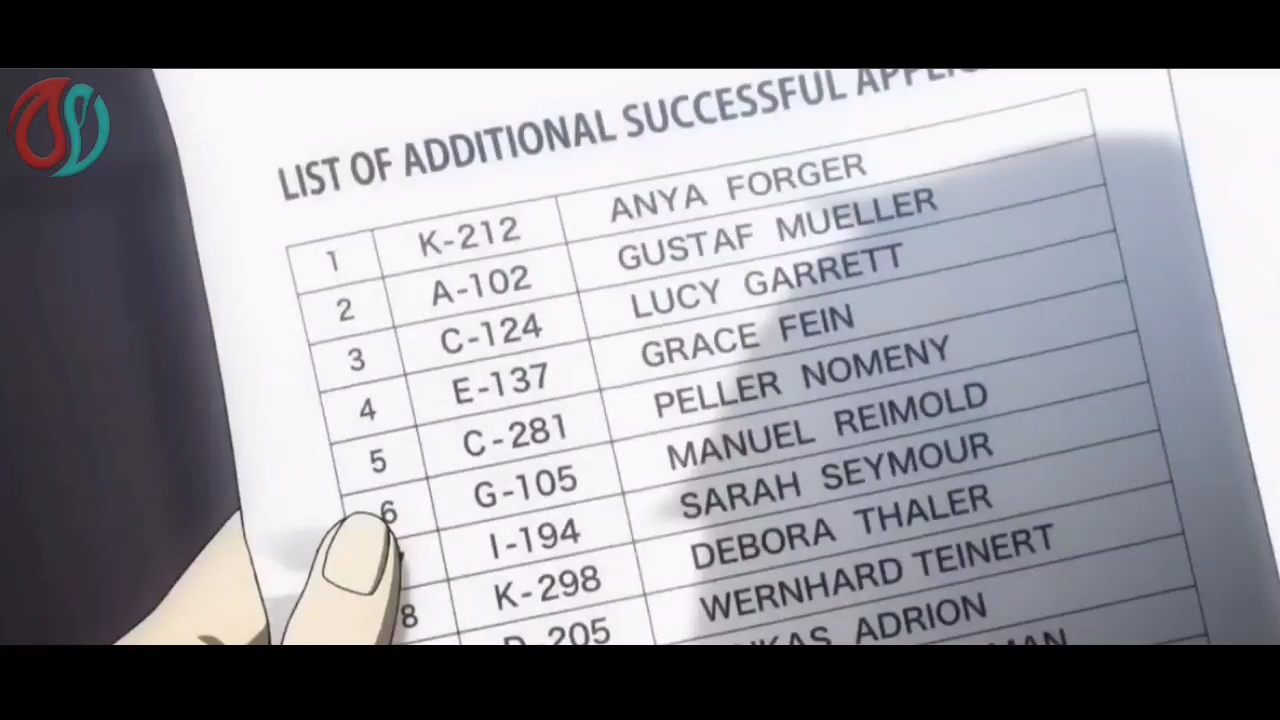 LIST OF ADDITIONAL SUCCESSFUL
1 K-212 ANYA FORGER
2 A-102 GUSTAF MUELLER
3 C-124 LUCY GARRETT
4 E-137 GRACE FEIN
5 C-281 PELLER NOMENY
6 G-105 MANUEL REIMOLD
I-194 SARAH SEYMOUR
8 K-298 DEBORA THALER
D-205 WERNHARD TEINERT
ADRION